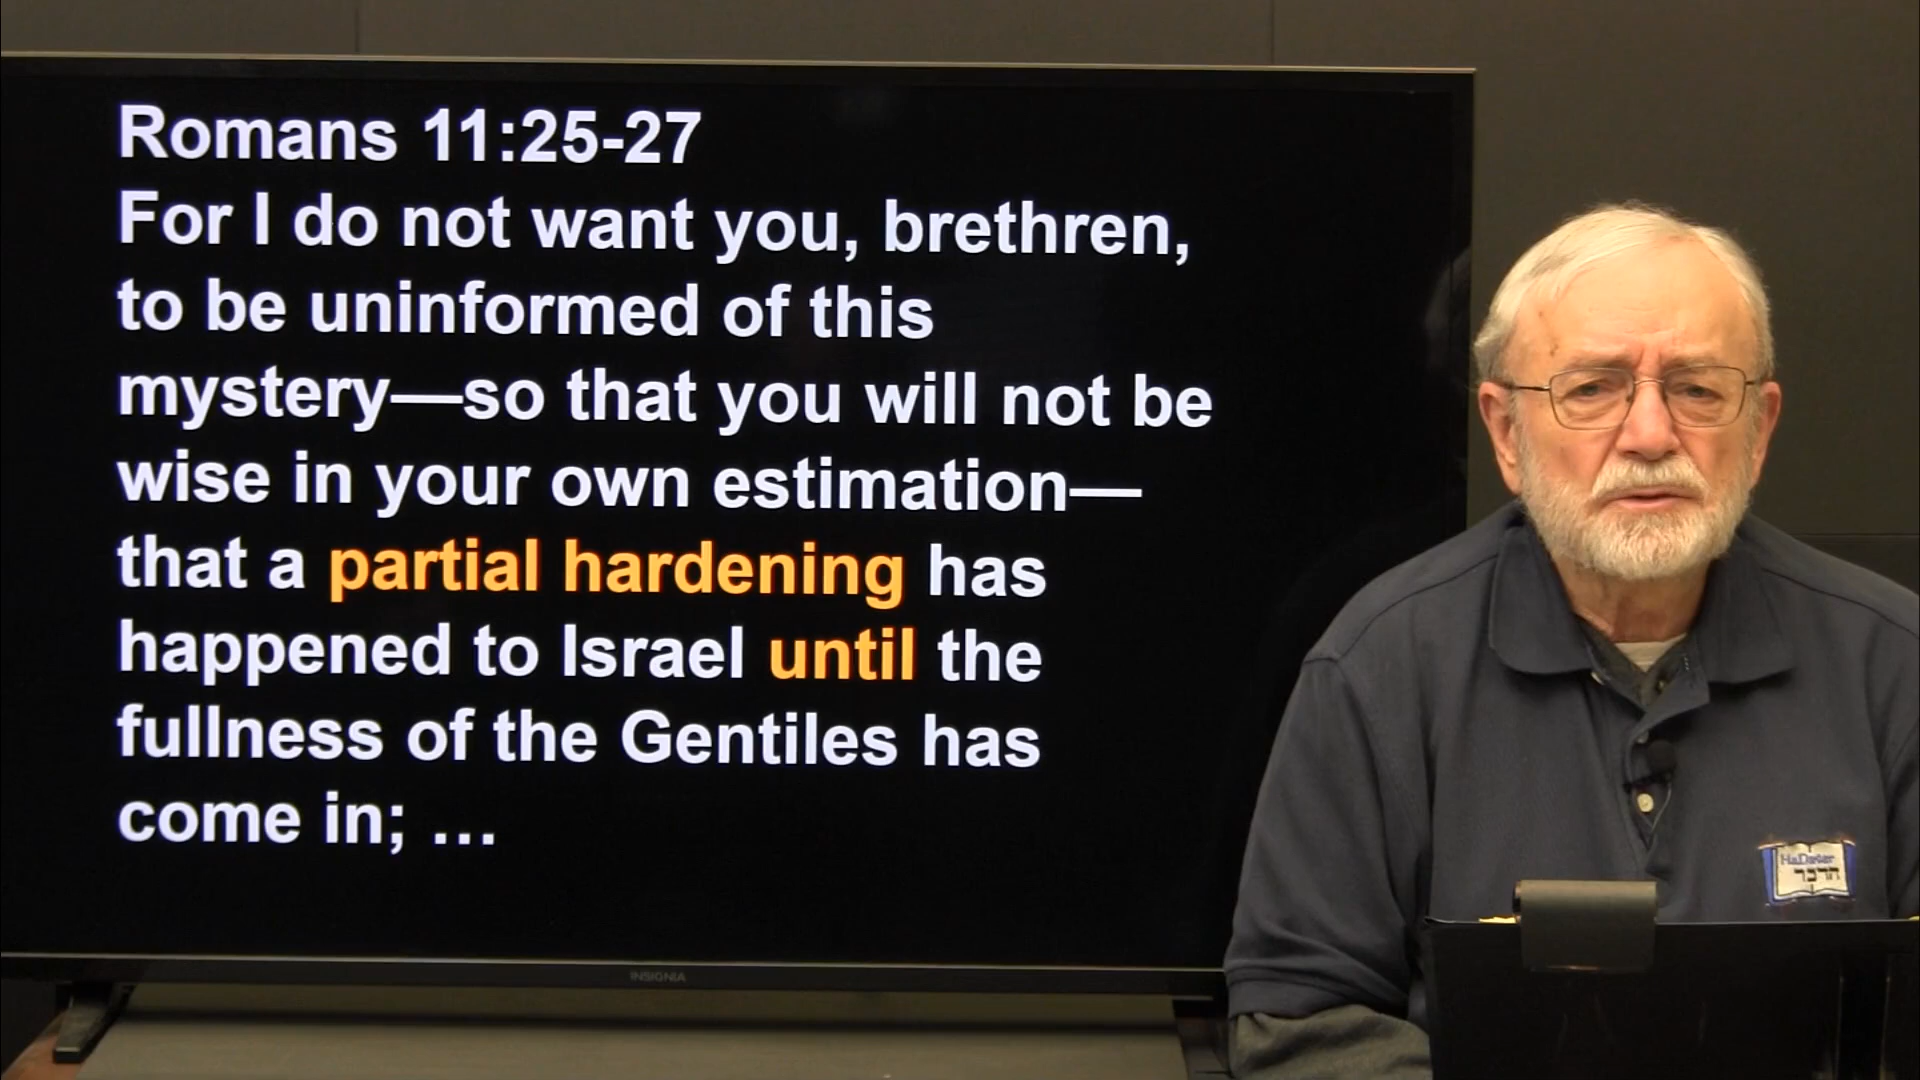 Romans 11:25-27
For I do not want you, brethren,
to be uninformed of this
mystery—so that you will not be
wise in your own estimation—
that a partial hardening has
happened to Israel until the
fullness of the Gentiles has
come in; ...
INSIGNIA
HaDavar
הדבר